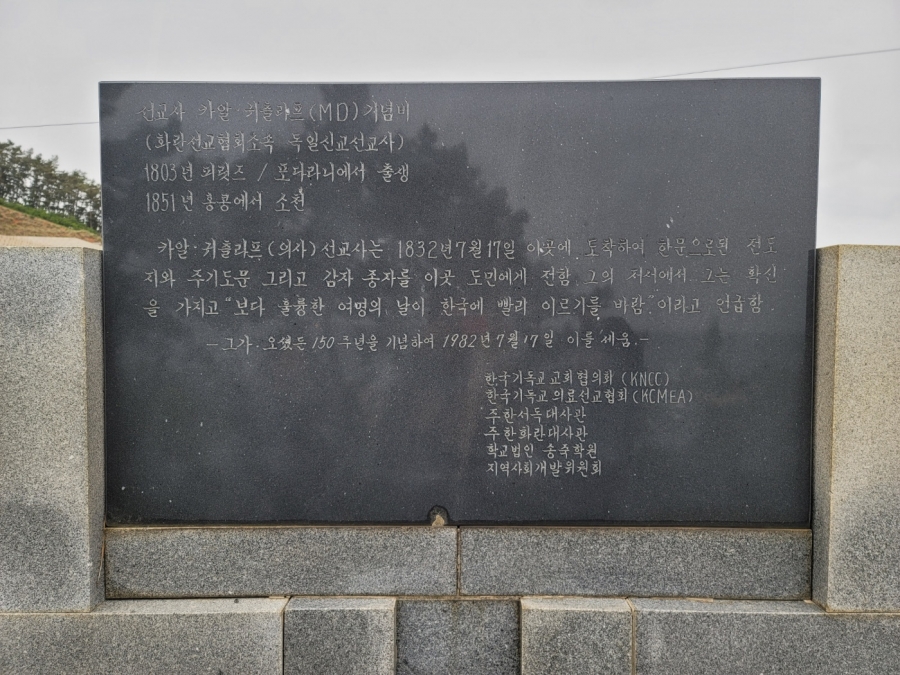 선교사 카알·귀츨라프(MD)기념비
(화란선교협회소속 독일선교선교사)
1803년 퍼릿즈 / 포다라니에서 출생
1851년 홍콩에서 소천
카알·귀츨라프(의사)선교사는 1832년7월17일 이곳에 도착하여 한문으로된 전도
지와 주기도문 그리고 감자 종자를 이곳 도민에게 전함. 그의 저서에서 그는 확신
을 가지고 "보다 훌륭한 여명의 날이 한국에 빨리 이르기를 바람."이라고 언급함.
-그가 오셨든 150주년을 기념하여 1982년7월17일 이를 세움.-
한국기독교교회협의회 (KNCC)
한국기독교의료선교협회(KCMEA)
주한서독대사관
주한화란대사관
학교법인 송죽학원
지역사회개발위원회